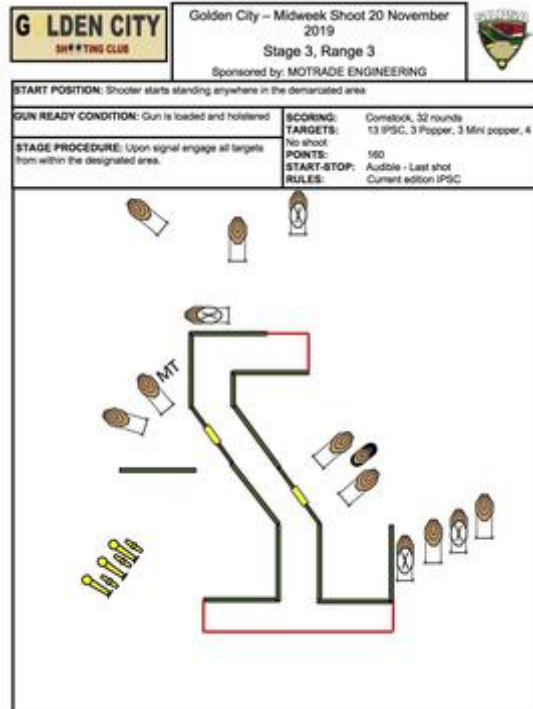 G LDEN CITY
SH**TING CLUB
Golden City – Midweek Shoot 20 November
2019
Stage 3, Range 3
Sponsored by: MOTRADE ENGINEERING
START POSITION: Shooter starts standing anywhere in the demarcated area
GUN READY CONDITION: Gun is loaded and holstered
STAGE PROCEDURE: Upon signal engage all targets
from within the designated area.
SCORING: Comstock, 32 rounds
TARGETS: 13 IPSC, 3 Popper, 3 Mini popper, 4
No shoot
POINTS: 160
START-STOP: Audible - Last shot
RULES: Current edition IPSC
MT